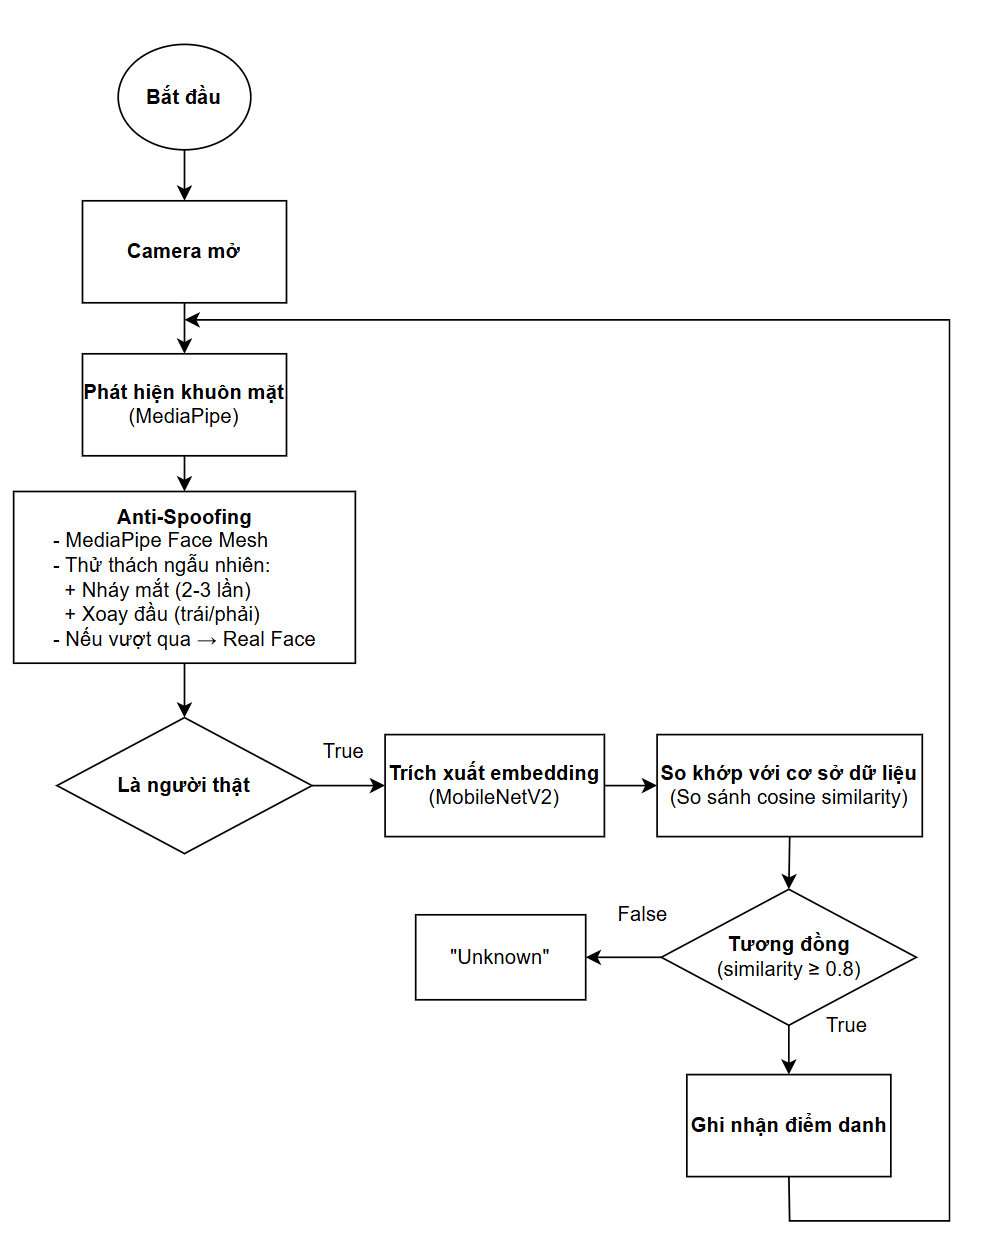 Bắt đầu
Camera mở
Phát hiện khuôn mặt
(MediaPipe)
Anti-Spoofing
- MediaPipe Face Mesh
- Thử thách ngẫu nhiên:
+ Nháy mắt (2-3 lần)
+ Xoay đầu (trái/phải)
- Nếu vượt qua → Real Face
Là người thật
True
Trích xuất embedding
(MobileNetV2)
So khớp với cơ sở dữ liệu
(So sánh cosine similarity)
Tương đồng
(similarity ≥ 0.8)
False
"Unknown"
True
Ghi nhận điểm danh